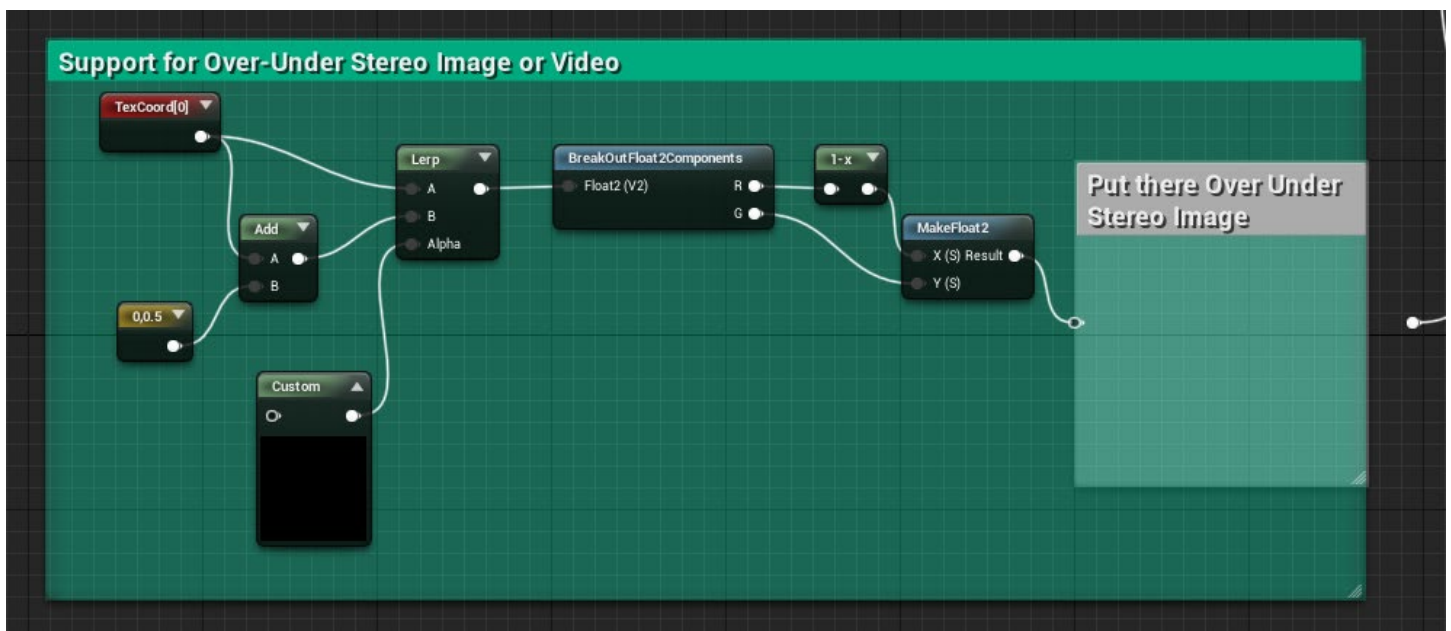 Support for Over-Under Stereo Image or Video
TexCoord[0]
Lerp
A
B
Alpha
BreakOutFloat2Components
Float2 (V2) R
G
1-x
Put there Over Under
Stereo Image
Add
A
B
MakeFloat2
X (S) Result
Y (S)
0,0.5
Custom